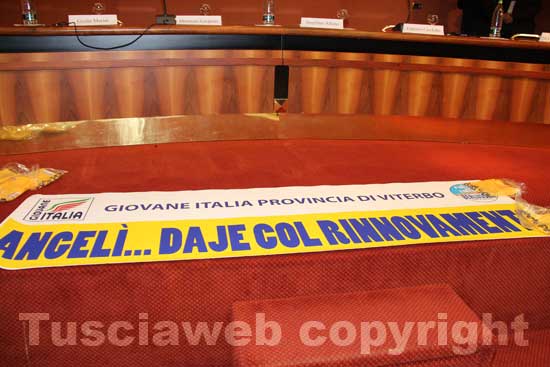 GIOVANE
ITALIA
GIOVANE ITALIA PROVINCIA DI VITERBO
ANGELÌ... DAJE COL RINNOVAMENT
Tusciaweb copyright